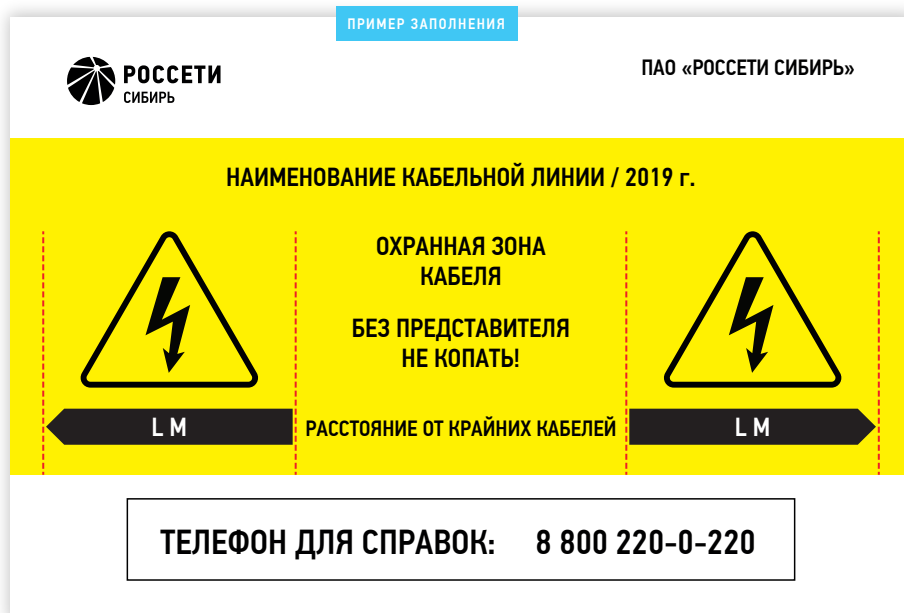 ПРИМЕР ЗАПОЛНЕНИЯ
РОССЕТИ
СИБИРЬ
ПАО «РОССЕТИ СИБИРЬ»
НАИМЕНОВАНИЕ КАБЕЛЬНОЙ ЛИНИИ / 2019 г.
ОХРАННАЯ ЗОНА
КАБЕЛЯ
БЕЗ ПРЕДСТАВИТЕЛЯ
НЕ КОПАТЬ!
L M
РАССТОЯНИЕ ОТ КРАЙНИХ КАБЕЛЕЙ
L M
ТЕЛЕФОН ДЛЯ СПРАВОК: 8 800 220-0-220